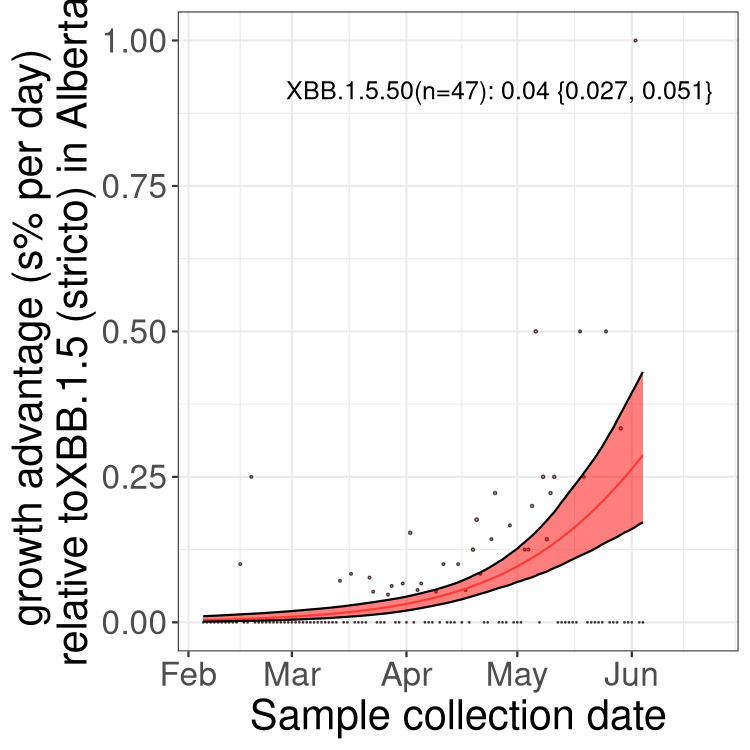 growth advantage (s% per day)
relative toXBB.1.5 (stricto) in Alberta
1.00
0.75
0.50
0.25
0.00
XBB.1.5.50(n=47): 0.04 {0.027, 0.051}
Feb Mar Apr May Jun
Sample collection date